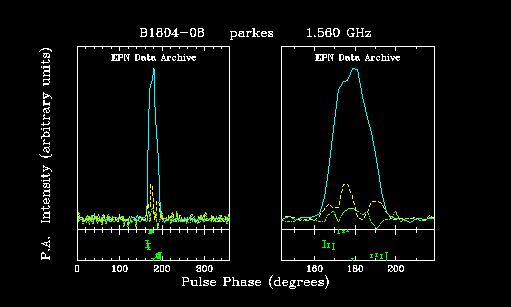 B1804-08 parkes 1.560 GHz
EPN Data Archive EPN Data Archive
P.A. Intensity (arbitrary units)
0 100 200 300 160 180 200
Pulse Phase (degrees)